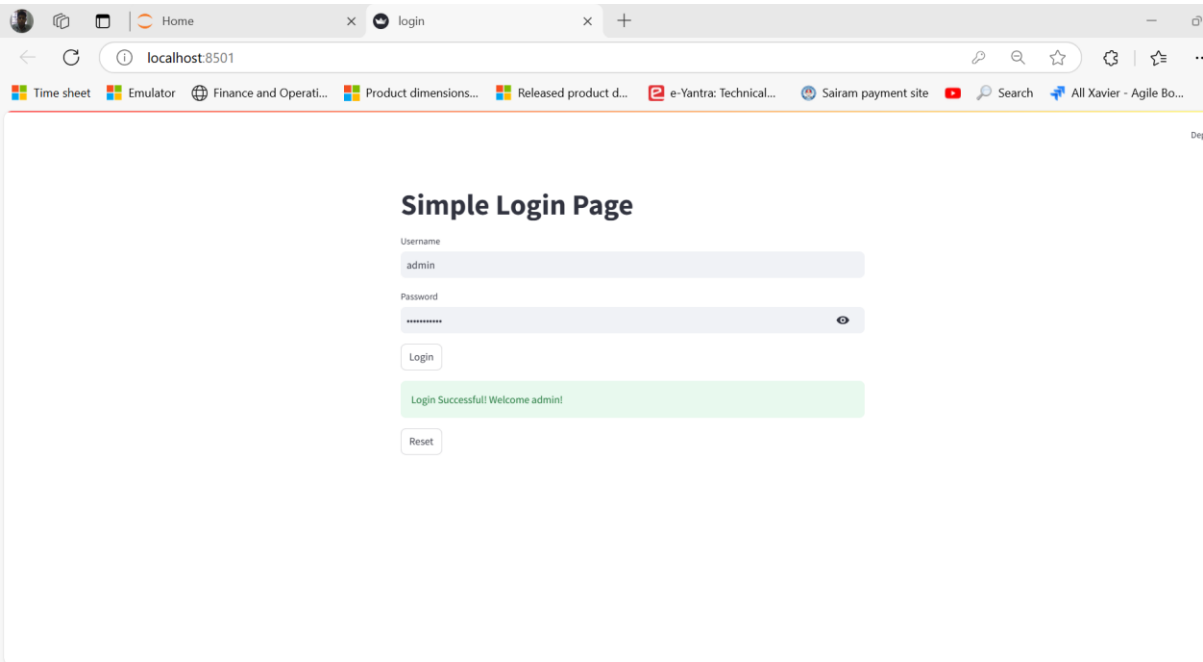 Home
login
localhost:8501
Time sheet Emulator Finance and Operati... Product dimensions... Released product d... e-Yantra: Technical... Sairam payment site Search All Xavier - Agile Bo...
Simple Login Page
Username
admin
Password
Login
Login Successful! Welcome admin!
Reset